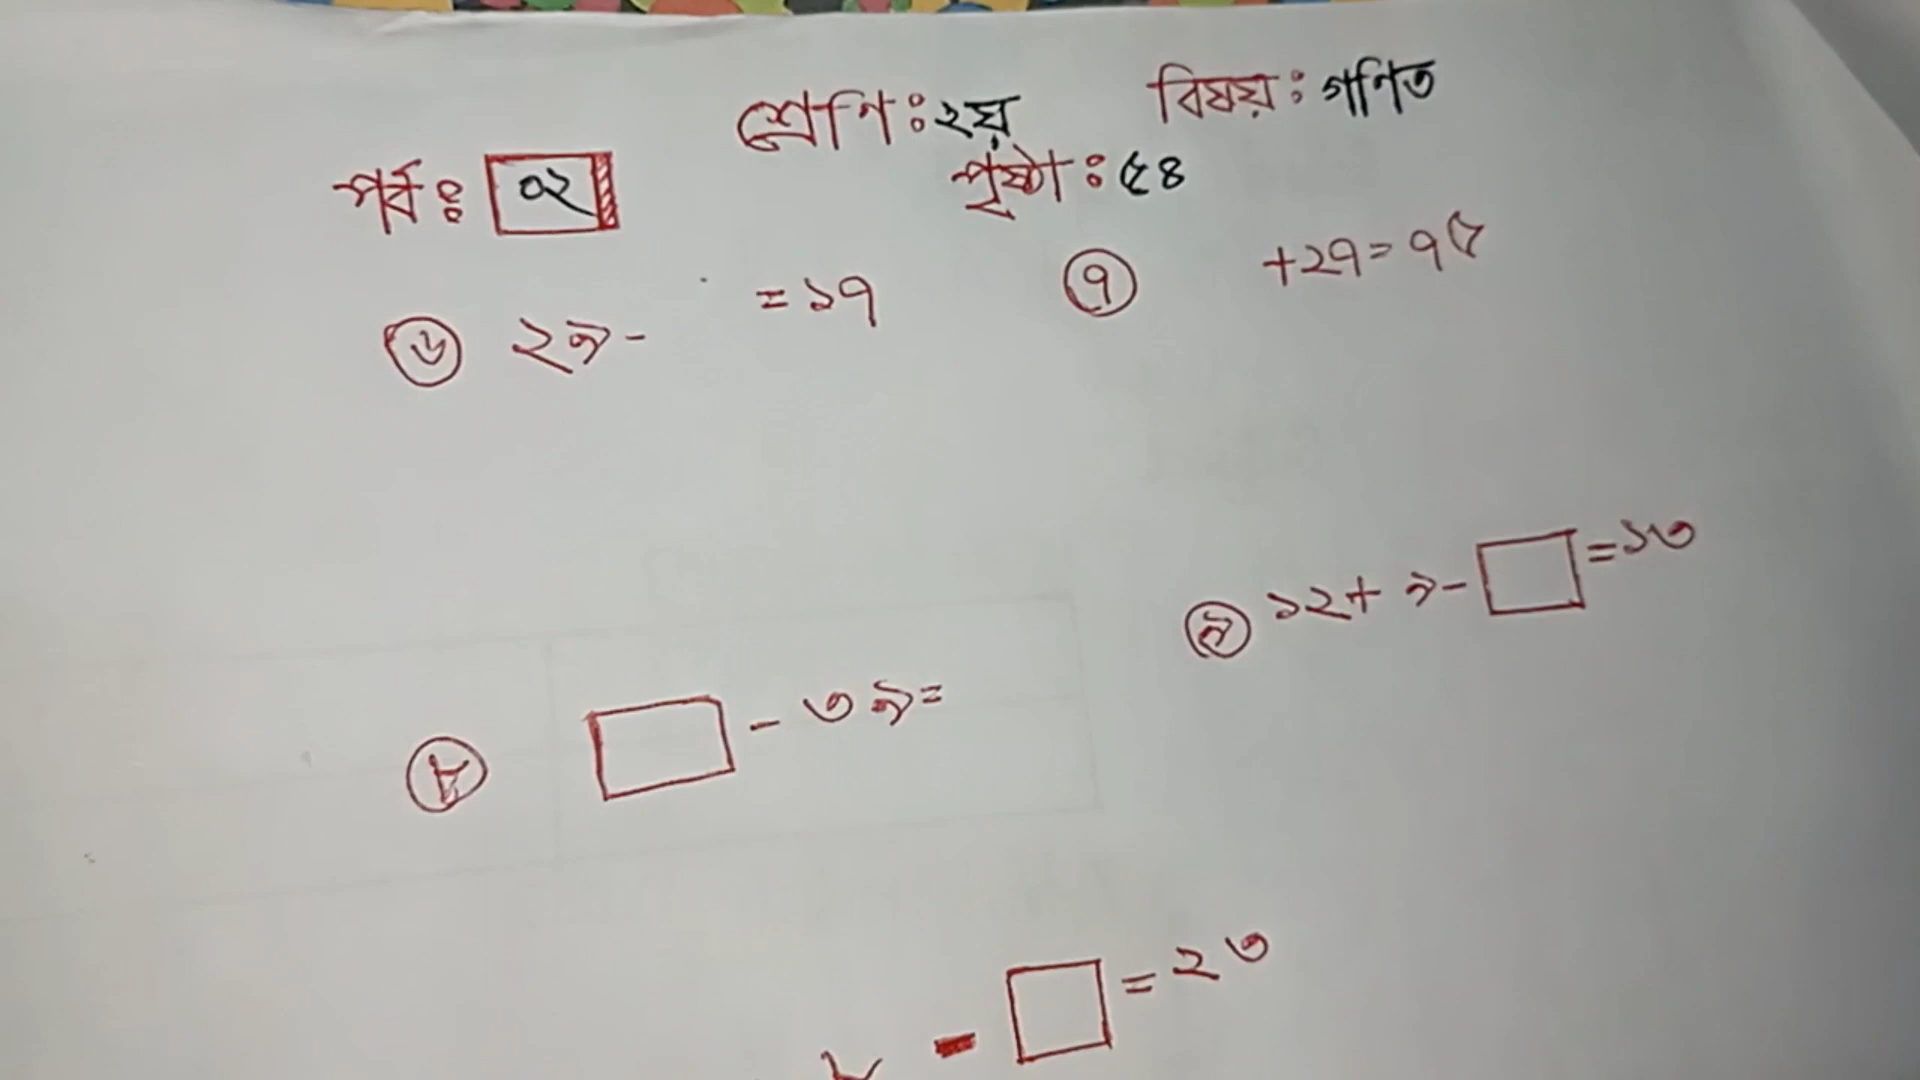 শ্রেণি ঃ ২য়
বিষয় ঃ গণিত
পর্ব ঃ ০২
পৃষ্ঠা ঃ ৫৪
৬ ২৯ - = ১৭
৭ + ২৭ = ৭৫
৮ - ৩৯ =
৯ ১২ + ৯ - = ১৩
- = ২৩